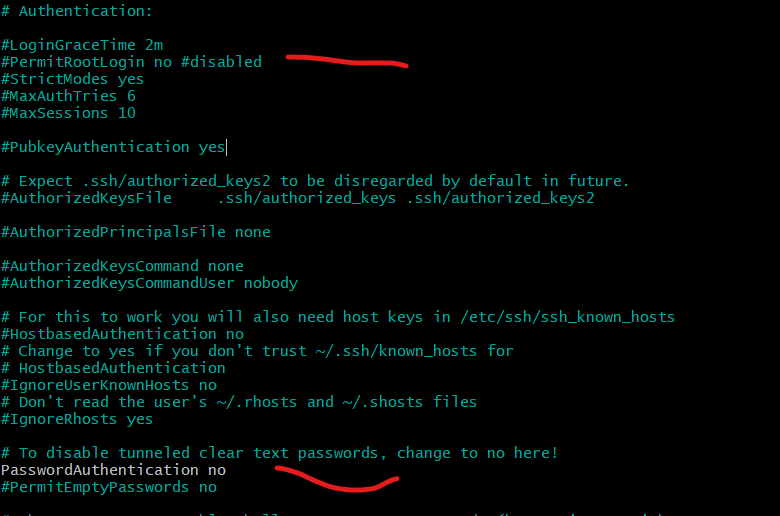 # Authentication:
#LoginGraceTime 2m
#PermitRootLogin no #disabled
#StrictModes yes
#MaxAuthTries 6
#MaxSessions 10
#PubkeyAuthentication yes
# Expect .ssh/authorized_keys2 to be disregarded by default in future.
#AuthorizedKeysFile     .ssh/authorized_keys .ssh/authorized_keys2
#AuthorizedPrincipalsFile none
#AuthorizedKeysCommand none
#AuthorizedKeysCommandUser nobody
# For this to work you will also need host keys in /etc/ssh/ssh_known_hosts
#HostbasedAuthentication no
# Change to yes if you don't trust ~/.ssh/known_hosts for
# HostbasedAuthentication
#IgnoreUserKnownHosts no
# Don't read the user's ~/.rhosts and ~/.shosts files
#IgnoreRhosts yes
# To disable tunneled clear text passwords, change to no here!
PasswordAuthentication no
#PermitEmptyPasswords no